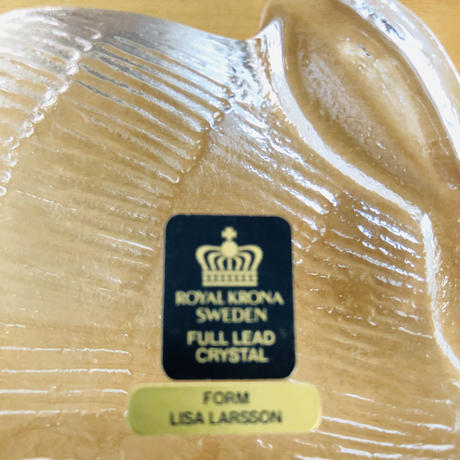 ROYAL KRONA
SWEDEN
FULL LEAD
CRYSTAL
FORM
LISA LARSSON